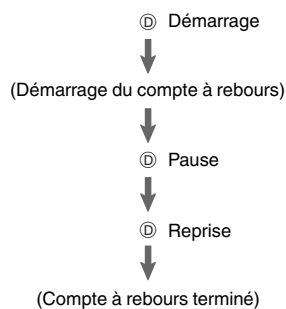 Ⓓ Démarrage
(Démarrage du compte à rebours)
Ⓓ Pause
Ⓓ Reprise
(Compte à rebours terminé)